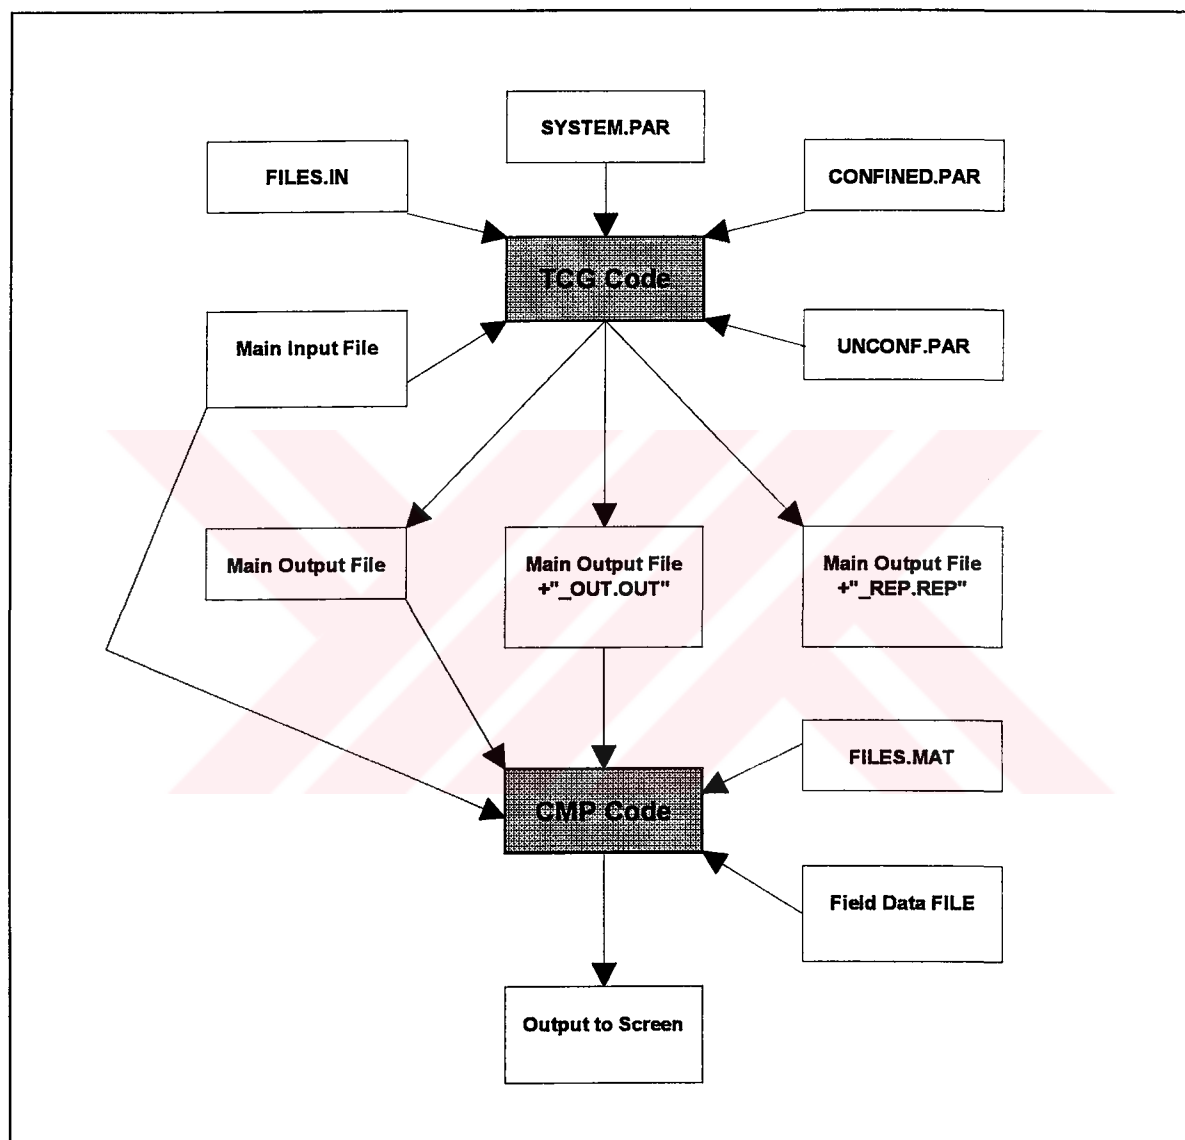 SYSTEM.PAR
FILES.IN
CONFINED.PAR
TCG Code
Main Input File
UNCONF.PAR
Main Output File
Main Output File
+"_OUT.OUT"
Main Output File
+"_REP.REP"
FILES.MAT
CMP Code
Field Data FILE
Output to Screen